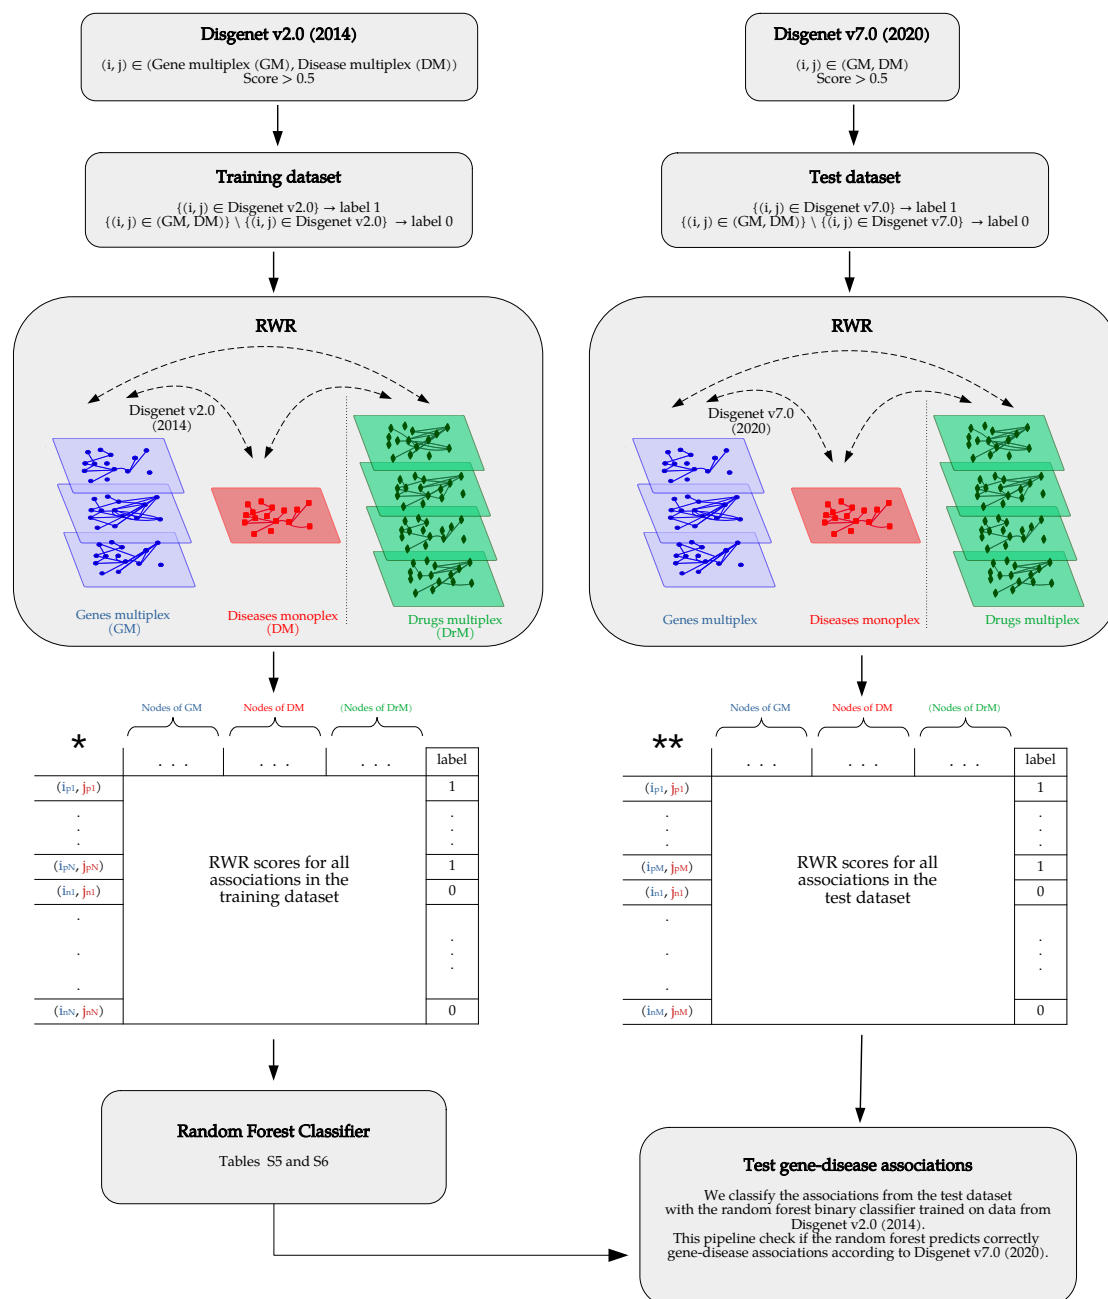 Disgenet v2.0 (2014)
(i, j) ∈ (Gene multiplex (GM), Disease multiplex (DM))
Score > 0.5
Training dataset
{(i, j) ∈ Disgenet v2.0} → label 1
{(i, j) ∈ (GM, DM)} \ {(i, j) ∈ Disgenet v2.0} → label 0
RWR
Disgenet v2.0
(2014)
Genes multiplex
(GM)
Diseases monoplex
(DM)
Drugs multiplex
(DrM)
Nodes of GM
Nodes of DM
(Nodes of DrM)
*
. . .
. . .
. . .
label
(ip1, jp1)
1
.
.
.
.
.
.
(ipN, jpN)
1
(in1, jn1)
0
RWR scores for all
associations in the
training dataset
.
.
.
.
.
.
(inN, jnN)
0
Random Forest Classifier
Tables S5 and S6
Disgenet v7.0 (2020)
(i, j) ∈ (GM, DM)
Score > 0.5
Test dataset
{(i, j) ∈ Disgenet v7.0} → label 1
{(i, j) ∈ (GM, DM)} \ {(i, j) ∈ Disgenet v7.0} → label 0
RWR
Disgenet v7.0
(2020)
Genes multiplex
Diseases monoplex
Drugs multiplex
Nodes of GM
Nodes of DM
(Nodes of DrM)
**
. . .
. . .
. . .
label
(ip1, jp1)
1
.
.
.
.
.
.
(ipM, jpM)
1
(in1, jn1)
0
RWR scores for all
associations in the
test dataset
.
.
.
.
.
.
(inM, jnM)
0
Test gene-disease associations
We classify the associations from the test dataset
with the random forest binary classifier trained on data from
Disgenet v2.0 (2014).
This pipeline check if the random forest predicts correctly
gene-disease associations according to Disgenet v7.0 (2020).